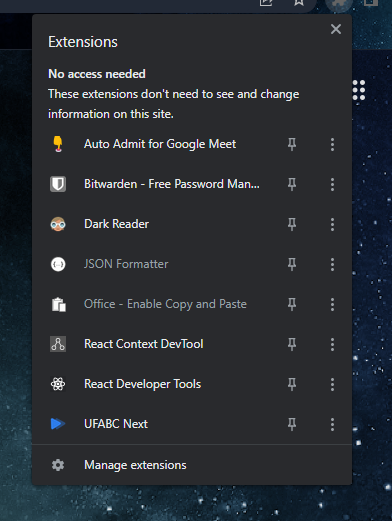 Extensions
No access needed
These extensions don't need to see and change
information on this site.
Auto Admit for Google Meet
Bitwarden - Free Password Man...
Dark Reader
JSON Formatter
Office - Enable Copy and Paste
React Context DevTool
React Developer Tools
UFABC Next
Manage extensions